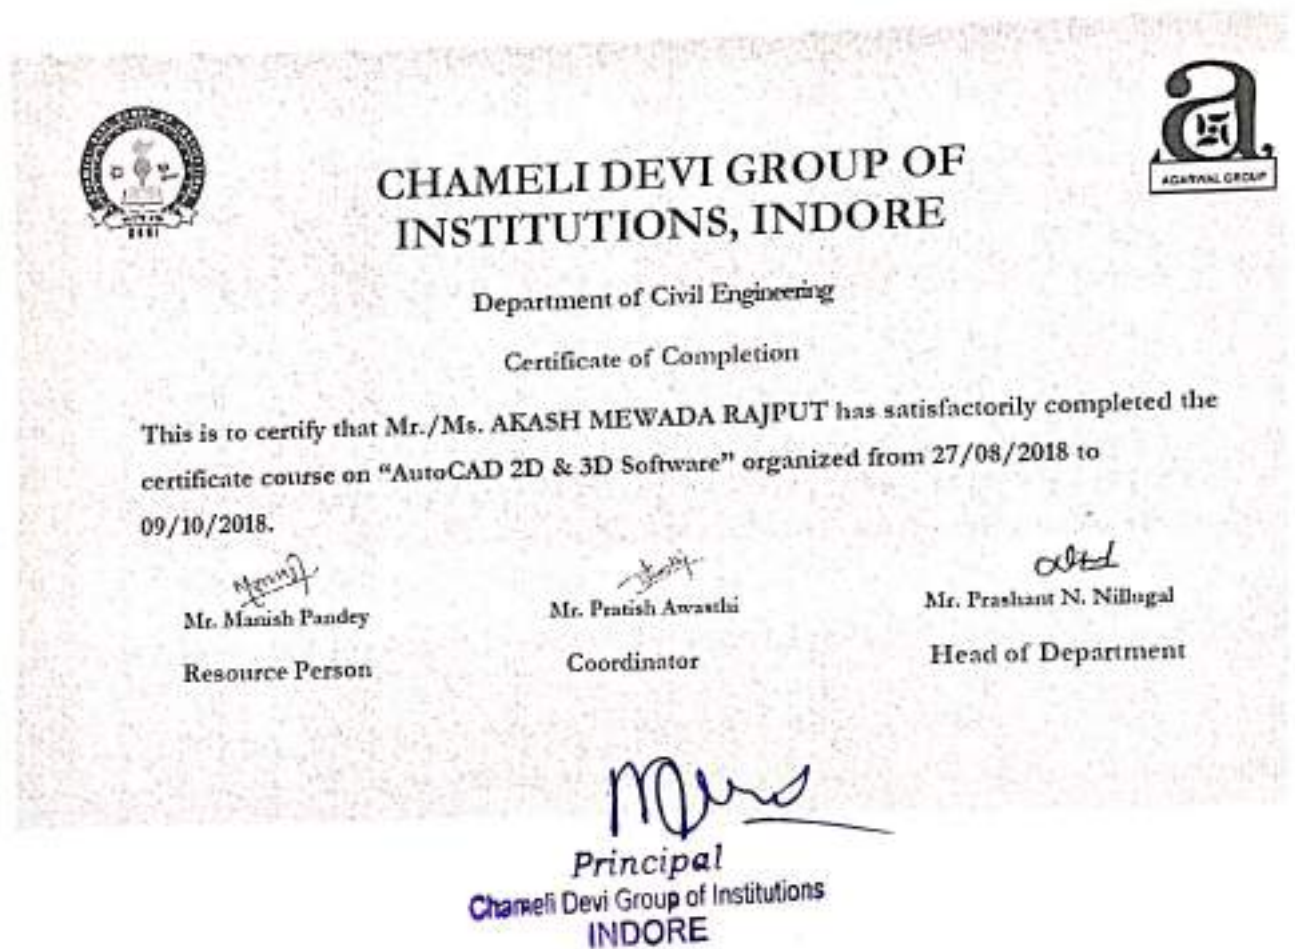 AGARWAL GROUP
CHAMELI DEVI GROUP OF
INSTITUTIONS, INDORE
Department of Civil Engineering
Certificate of Completion
This is to certify that Mr./Ms. AKASH MEWADA RAJPUT has satisfactorily completed the
certificate course on “AutoCAD 2D & 3D Software” organized from 27/08/2018 to
09/10/2018.
Mr. Manish Pandey
Mr. Pratish Awasthi
Mr. Prashant N. Nillugal
Resource Person
Coordinator
Head of Department
Principal
Chameli Devi Group of Institutions
INDORE